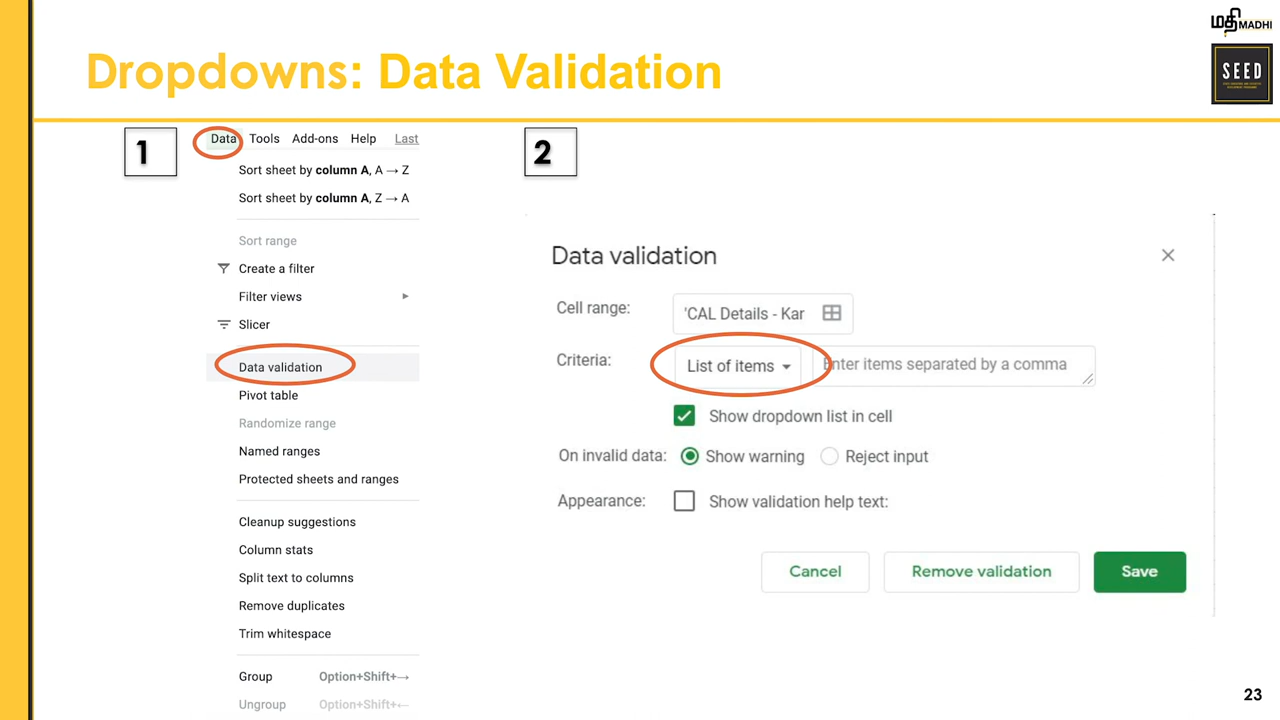 மதி MADHI
SEED
Dropdowns: Data Validation
1
Data Tools Add-ons Help Last
Sort sheet by column A, A → Z
Sort sheet by column A, Z → A
Sort range
Create a filter
Filter views
Slicer
Data validation
Pivot table
Randomize range
Named ranges
Protected sheets and ranges
Cleanup suggestions
Column stats
Split text to columns
Remove duplicates
Trim whitespace
Group Option+Shift+→
Ungroup Option+Shift+←
2
Data validation
Cell range: 'CAL Details - Kar
Criteria: List of items Enter items separated by a comma
Show dropdown list in cell
On invalid data: Show warning Reject input
Appearance: Show validation help text:
Cancel Remove validation Save
23